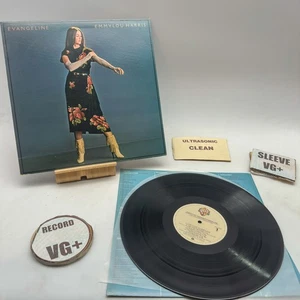 EVANGELINE EMMYLOU HARRIS
ULTRASONIC
CLEAN
SLEEVE
VG+
RECORD
VG+